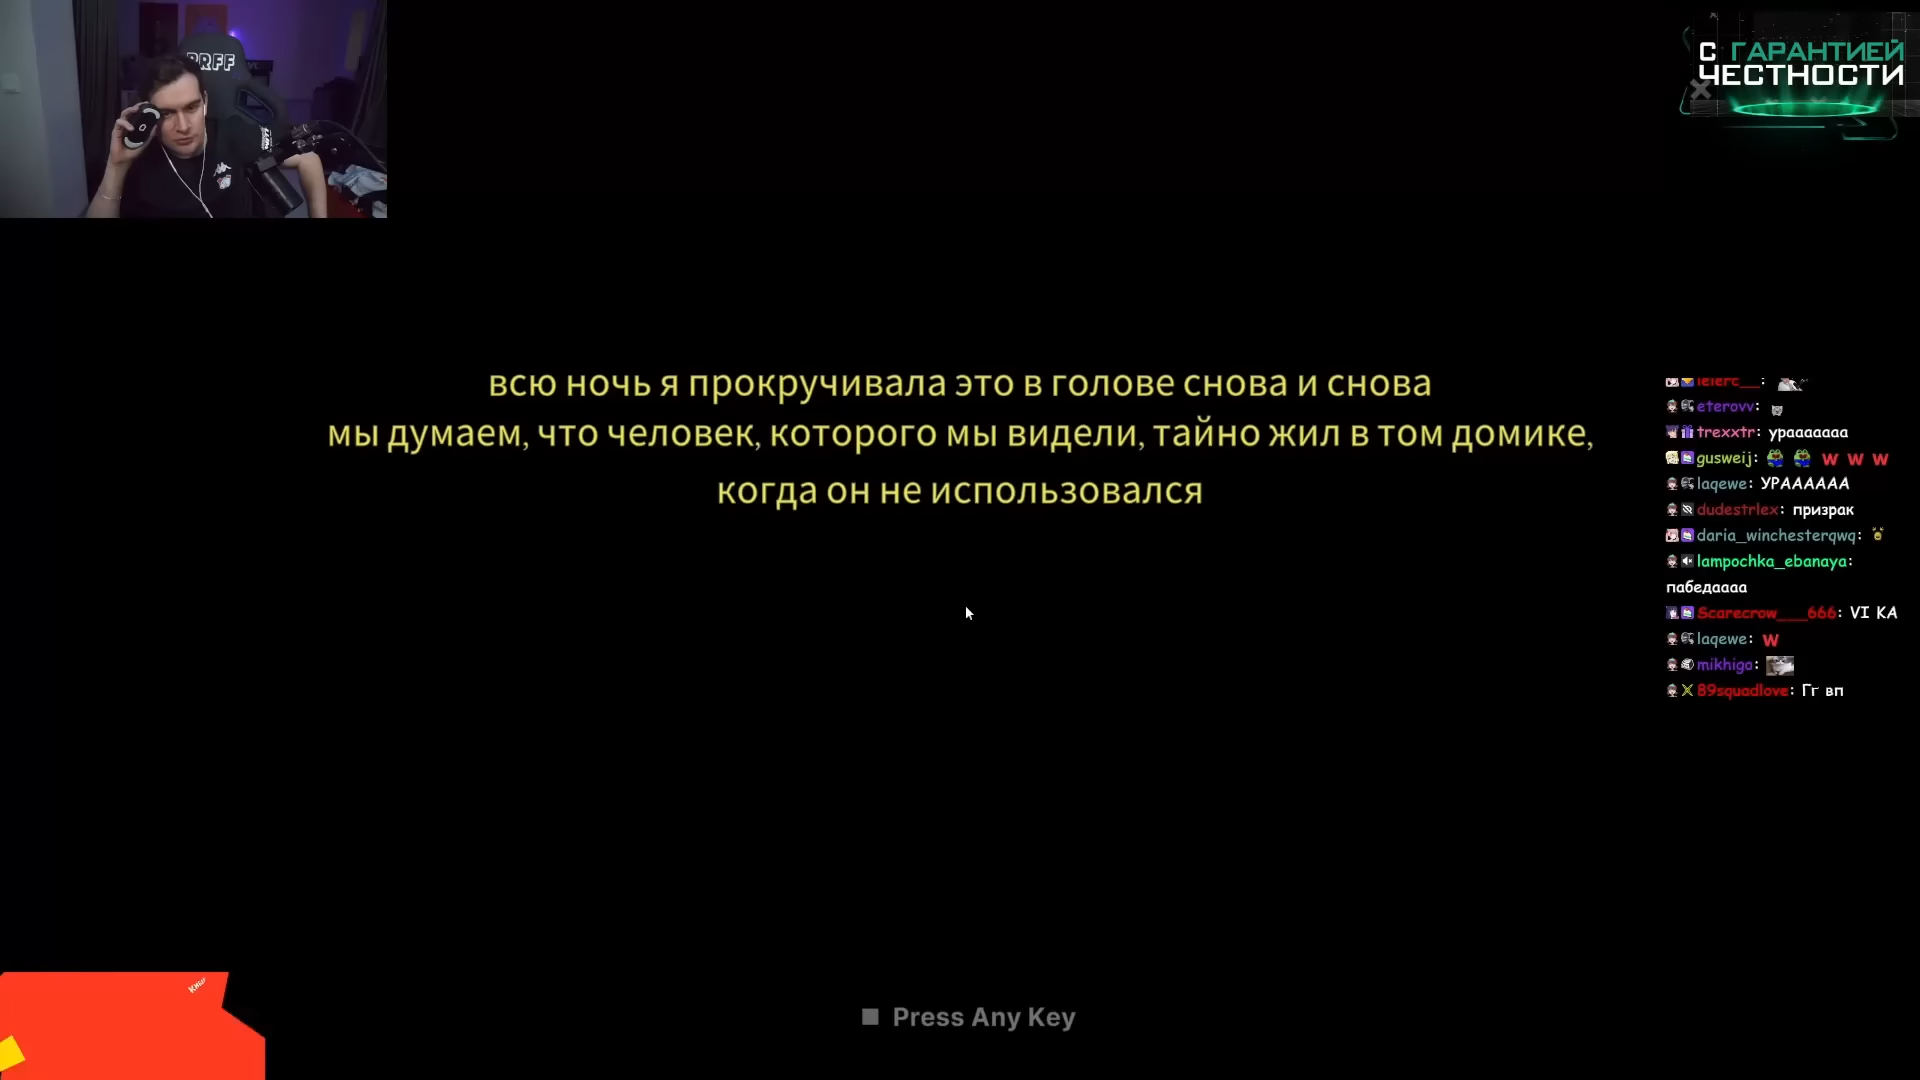 DRFF
С ГАРАНТИЕЙ
ЧЕСТНОСТИ
всю ночь я прокручивала это в голове снова и снова
мы думаем, что человек, которого мы видели, тайно жил в том домике,
когда он не использовался
eterovv:
trexxtr: урааааааа
gusweij: W W W
laqewe: УРАААААА
dudestrlex: призрак
daria_winchesterqwq:
lampochka_ebanaya:
пабедаааа
Scarecrow___666: VI KA
laqewe: W
mikhigo:
89squadlove: Гг вп
Press Any Key